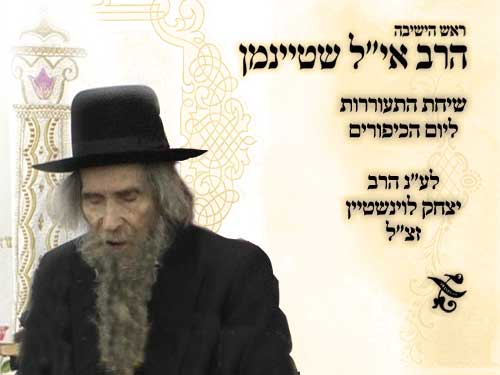 ראש הישיבה
הרב אי"ל שטיינמן
שיחת התעוררות
ליום הכיפורים
לע"נ הרב
יצחק לוינשטיין
זצ"ל